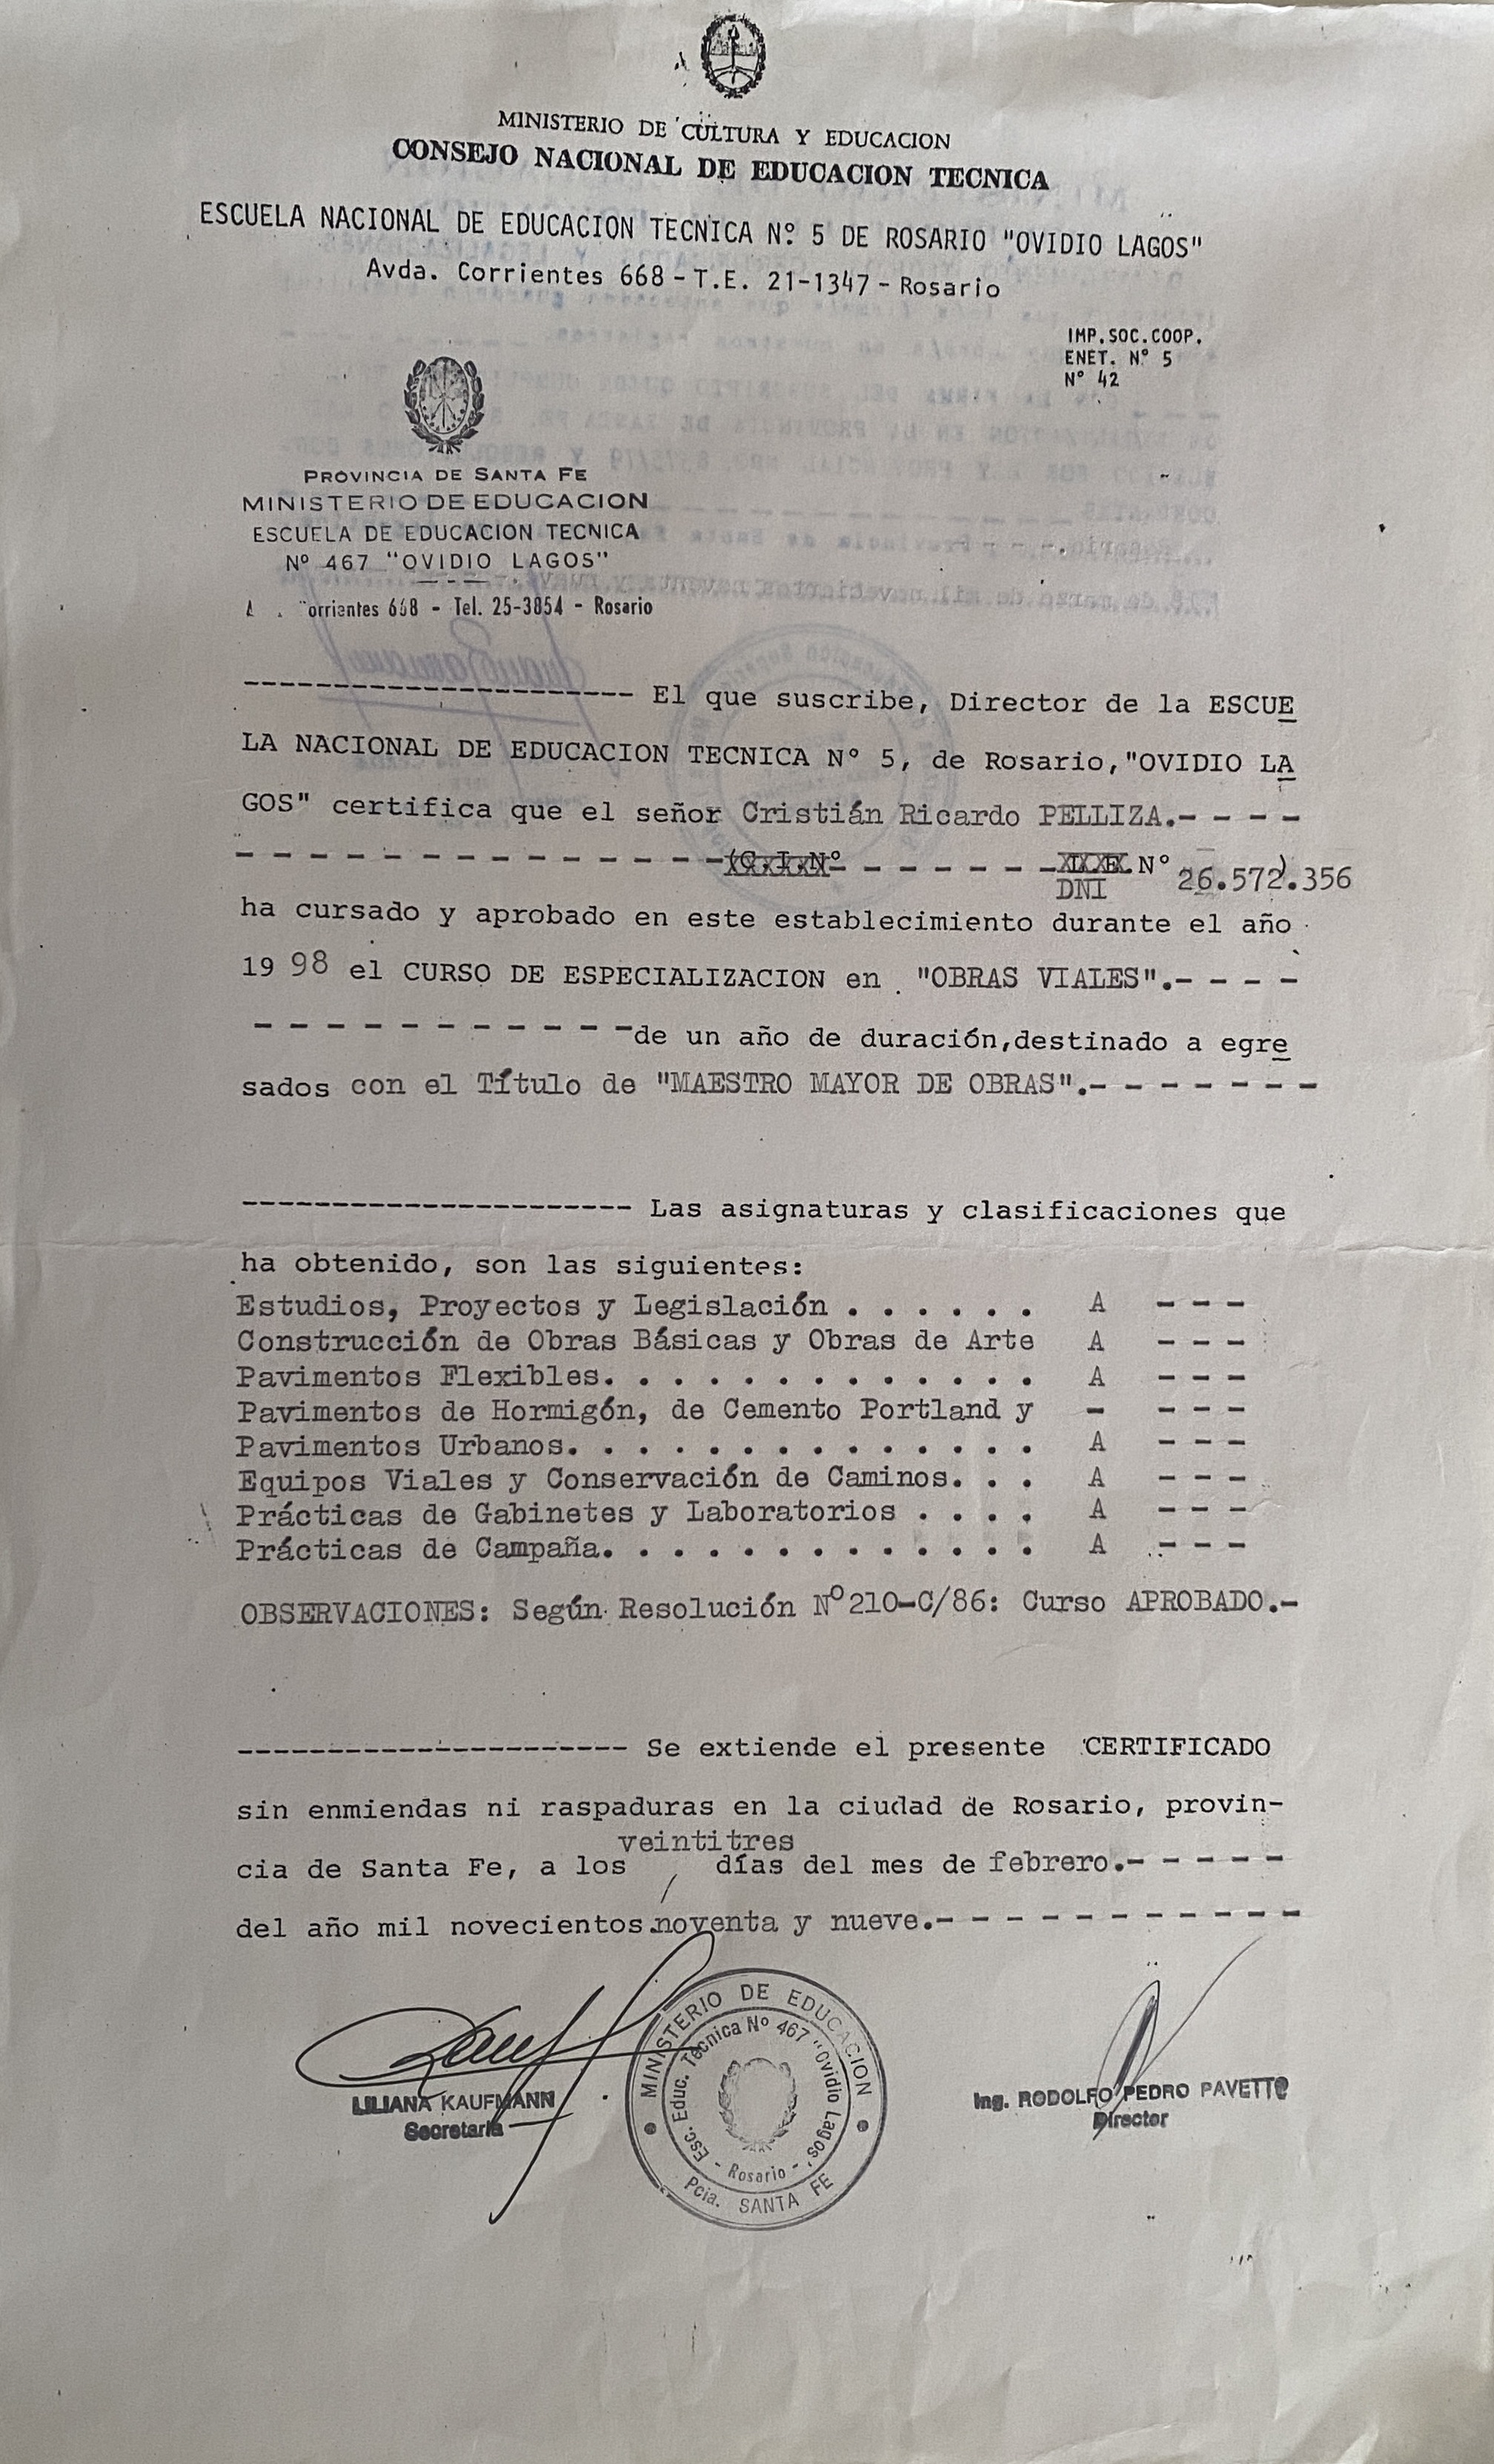 MINISTERIO DE CULTURA Y EDUCACION
CONSEJO NACIONAL DE EDUCACION TECNICA
ESCUELA NACIONAL DE EDUCACION TECNICA Nº 5 DE ROSARIO "OVIDIO LAGOS"
Avda. Corrientes 668 - T.E. 21-1347 - Rosario
IMP.SOC.COOP.
ENET. Nº 5
Nº 42
PROVINCIA DE SANTA FE
MINISTERIO DE EDUCACION
ESCUELA DE EDUCACION TECNICA
Nº 467 "OVIDIO LAGOS"
orrientes 668 - Tel. 25-3854 - Rosario
---------------------- El que suscribe, Director de la ESCUE
LA NACIONAL DE EDUCACION TECNICA Nº 5, de Rosario,"OVIDIO LA
GOS" certifica que el señor Cristián Ricardo PELLIZA.- - - -
- - - - - - - - - - - - - - (C.I.Nº - - - - - - - Nº 26.572.356)
DNI
ha cursado y aprobado en este establecimiento durante el año
19 98 el CURSO DE ESPECIALIZACION en "OBRAS VIALES".- - - -
- - - - - - - - - - - de un año de duración,destinado a egre
sados con el Título de "MAESTRO MAYOR DE OBRAS".- - - - - - -
---------------------- Las asignaturas y clasificaciones que
ha obtenido, son las siguientes:
Estudios, Proyectos y Legislación . . . . . . A - - -
Construcción de Obras Básicas y Obras de Arte A - - -
Pavimentos Flexibles. . . . . . . . . . . . . A - - -
Pavimentos de Hormigón, de Cemento Portland y - - - -
Pavimentos Urbanos. . . . . . . . . . . . . . A - - -
Equipos Viales y Conservación de Caminos. . . A - - -
Prácticas de Gabinetes y Laboratorios . . . . A - - -
Prácticas de Campaña. . . . . . . . . . . . . A - - -
OBSERVACIONES: Según Resolución Nº210-C/86: Curso APROBADO.-
---------------------- Se extiende el presente CERTIFICADO
sin enmiendas ni raspaduras en la ciudad de Rosario, provin-
veintitres
cia de Santa Fe, a los / días del mes de febrero.- - - - -
del año mil novecientos noventa y nueve.- - - - - - - - - - -
LILIANA KAUFMANN
Secretaria
MINISTERIO DE EDUCACION
Esc. Educ. Técnica Nº 467 "Ovidio Lagos"
- Rosario -
Pcia. SANTA FE
Ing. RODOLFO PEDRO PAVETTO
Director